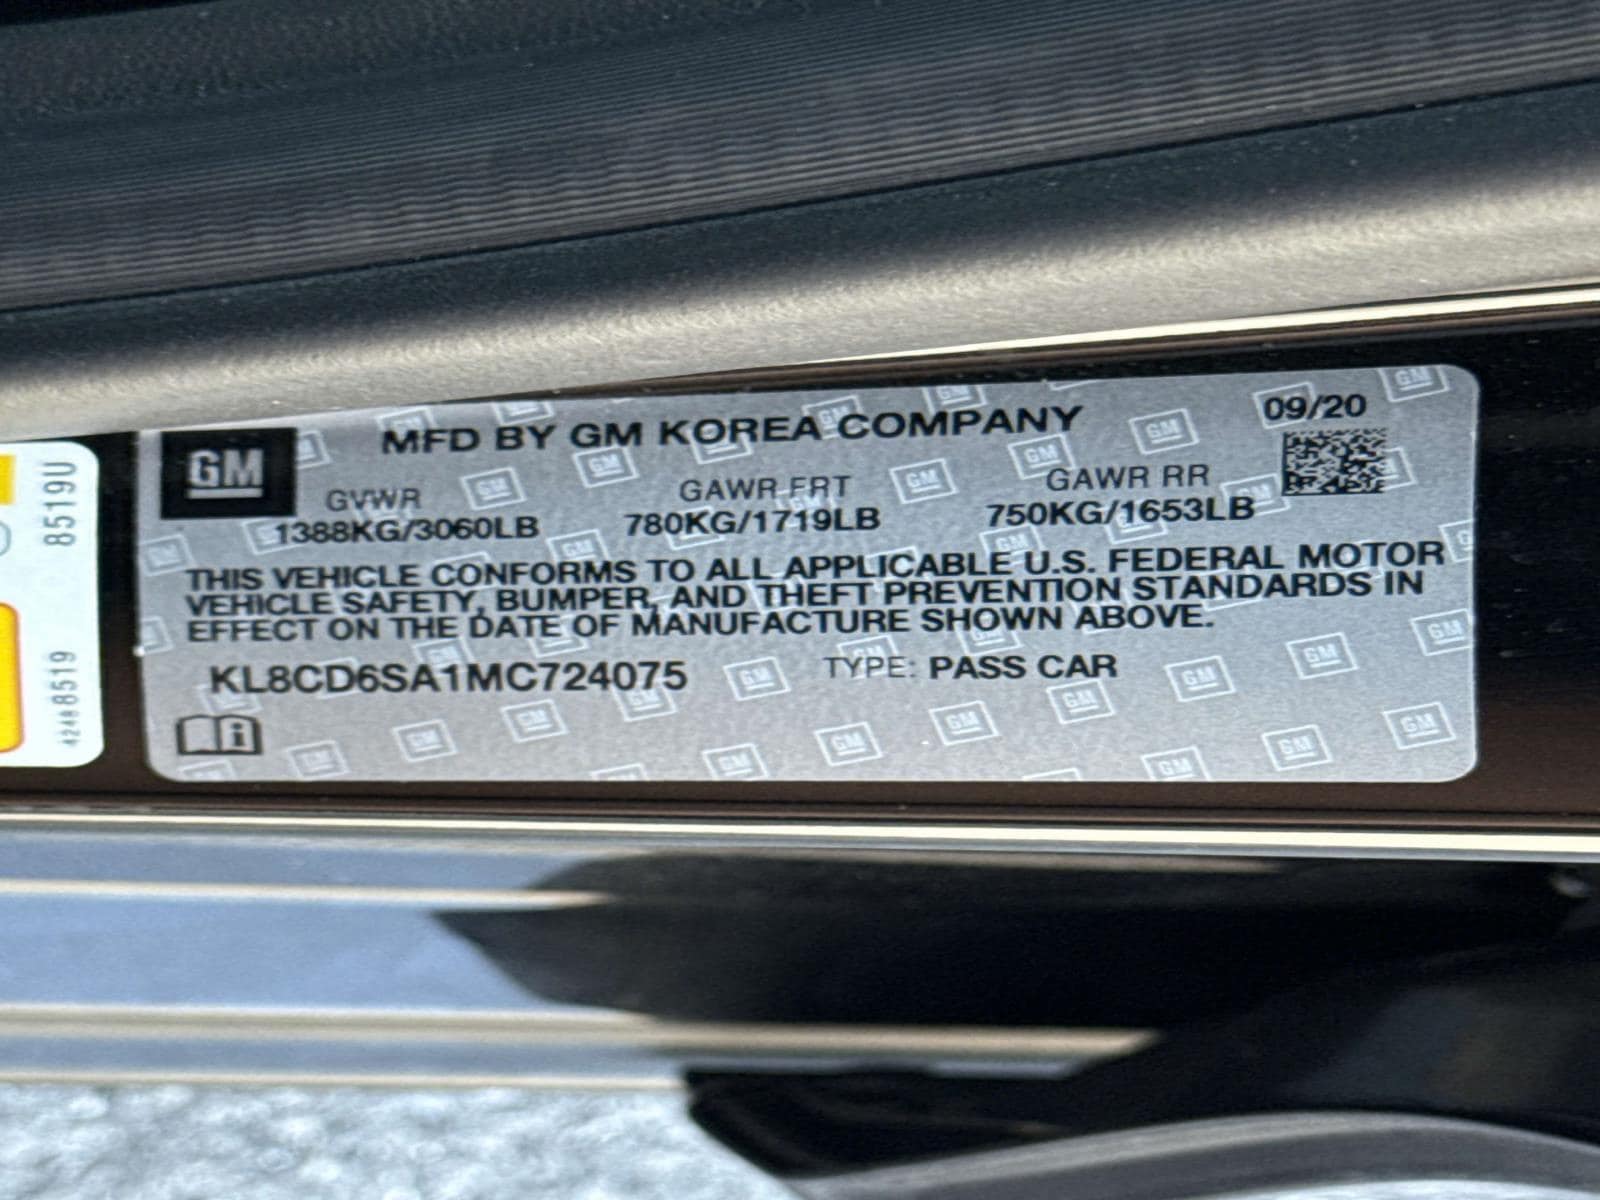 MFD BY GM KOREA COMPANY 09/20
GM
GVWR GAWR FRT GAWR RR
1388KG/3060LB 780KG/1719LB 750KG/1653LB
THIS VEHICLE CONFORMS TO ALL APPLICABLE U.S. FEDERAL MOTOR
VEHICLE SAFETY, BUMPER, AND THEFT PREVENTION STANDARDS IN
EFFECT ON THE DATE OF MANUFACTURE SHOWN ABOVE.
KL8CD6SA1MC724075 TYPE: PASS CAR
8519U
42488519